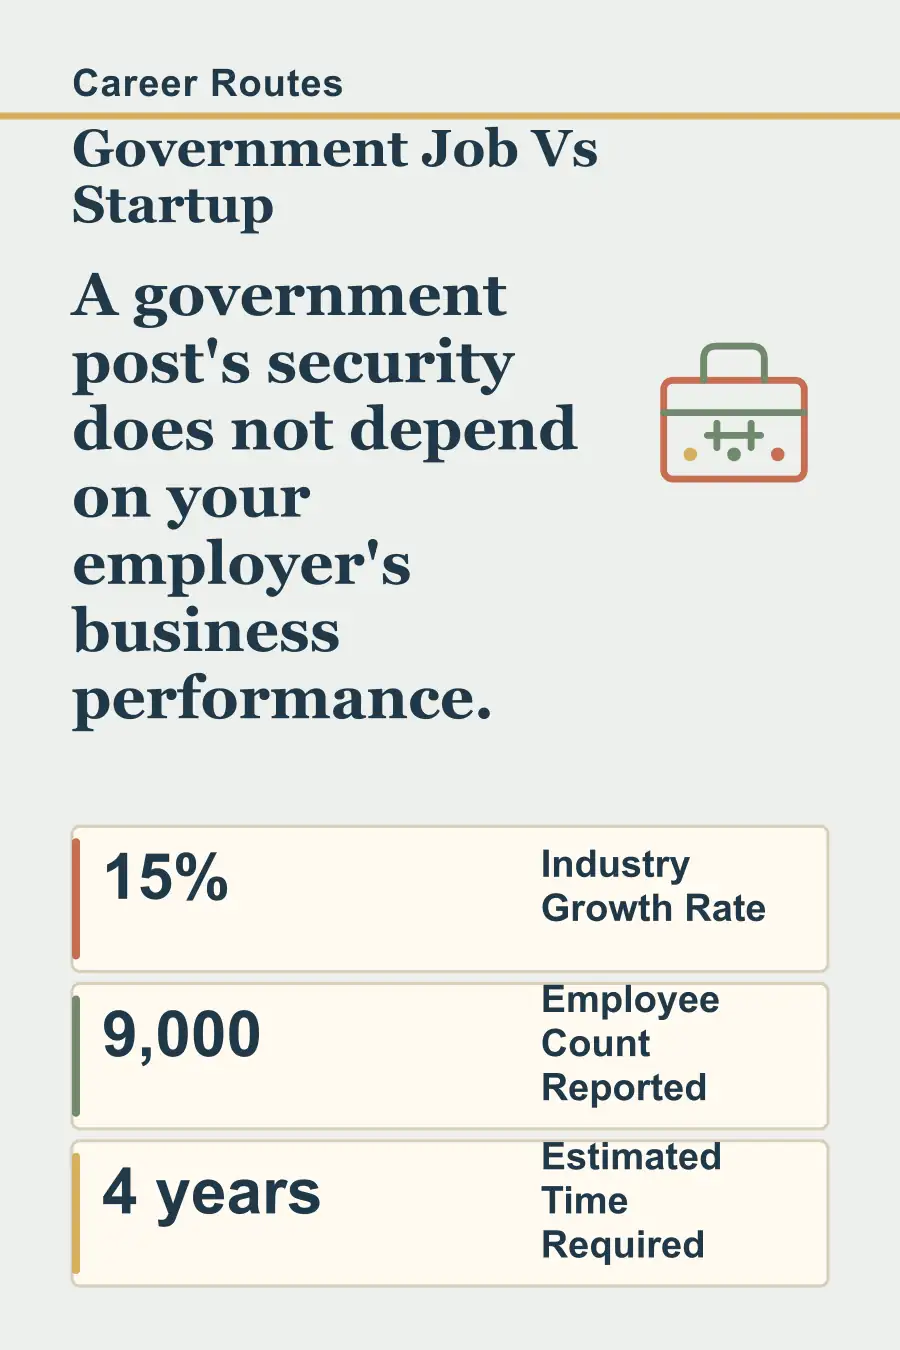 Career Routes
Government Job Vs
Startup
A government
post's security
does not depend
on your
employer's
business
performance.
15%
Industry
Growth Rate
9,000
Employee
Count
Reported
4 years
Estimated
Time
Required